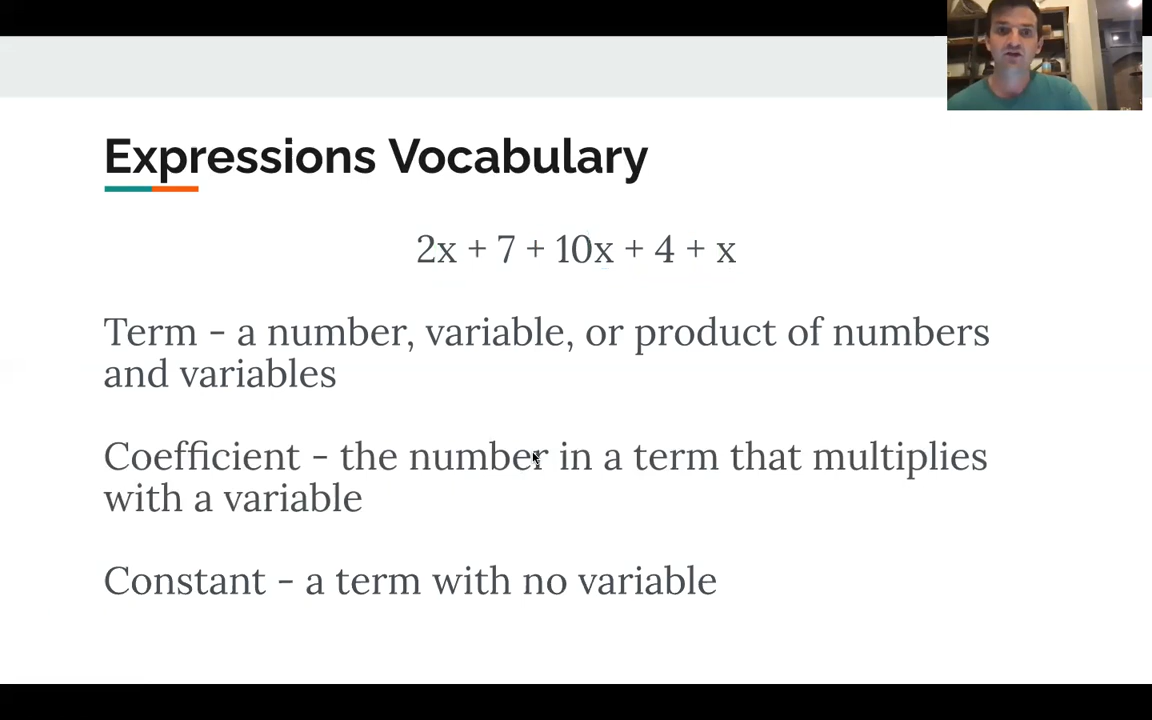 Expressions Vocabulary
2x + 7 + 10x + 4 + x
Term - a number, variable, or product of numbers
and variables
Coefficient - the number in a term that multiplies
with a variable
Constant - a term with no variable